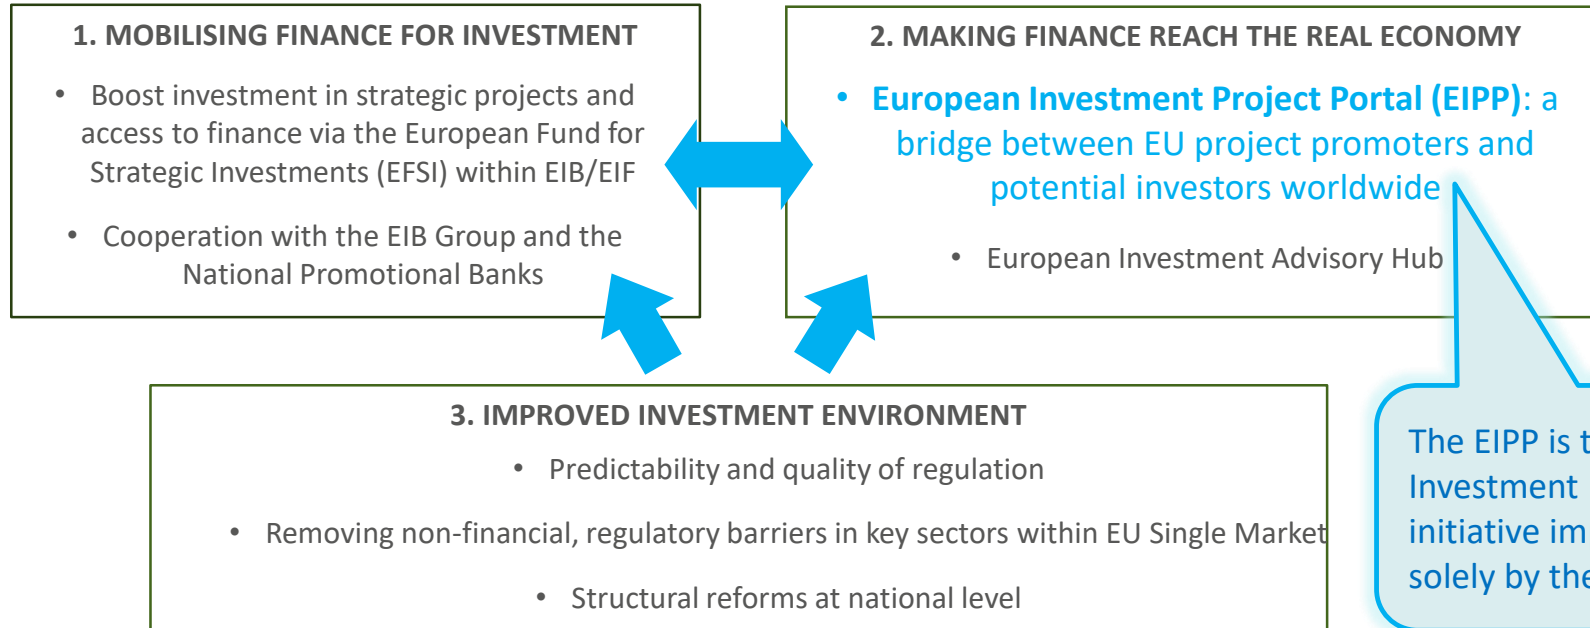 1. MOBILISING FINANCE FOR INVESTMENT
• Boost investment in strategic projects and
access to finance via the European Fund for
Strategic Investments (EFSI) within EIB/EIF
• Cooperation with the EIB Group and the
National Promotional Banks
2. MAKING FINANCE REACH THE REAL ECONOMY
• European Investment Project Portal (EIPP): a
bridge between EU project promoters and
potential investors worldwide
• European Investment Advisory Hub
3. IMPROVED INVESTMENT ENVIRONMENT
• Predictability and quality of regulation
• Removing non-financial, regulatory barriers in key sectors within EU Single Market
• Structural reforms at national level
The EIPP is
Investment
initiative
solely by the